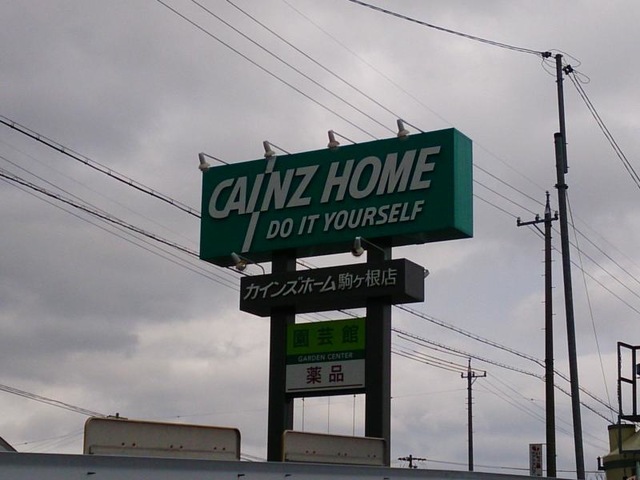 CAINZ HOME
DO IT YOURSELF
カインズホーム駒ヶ根店
園芸館
GARDEN CENTER
薬品